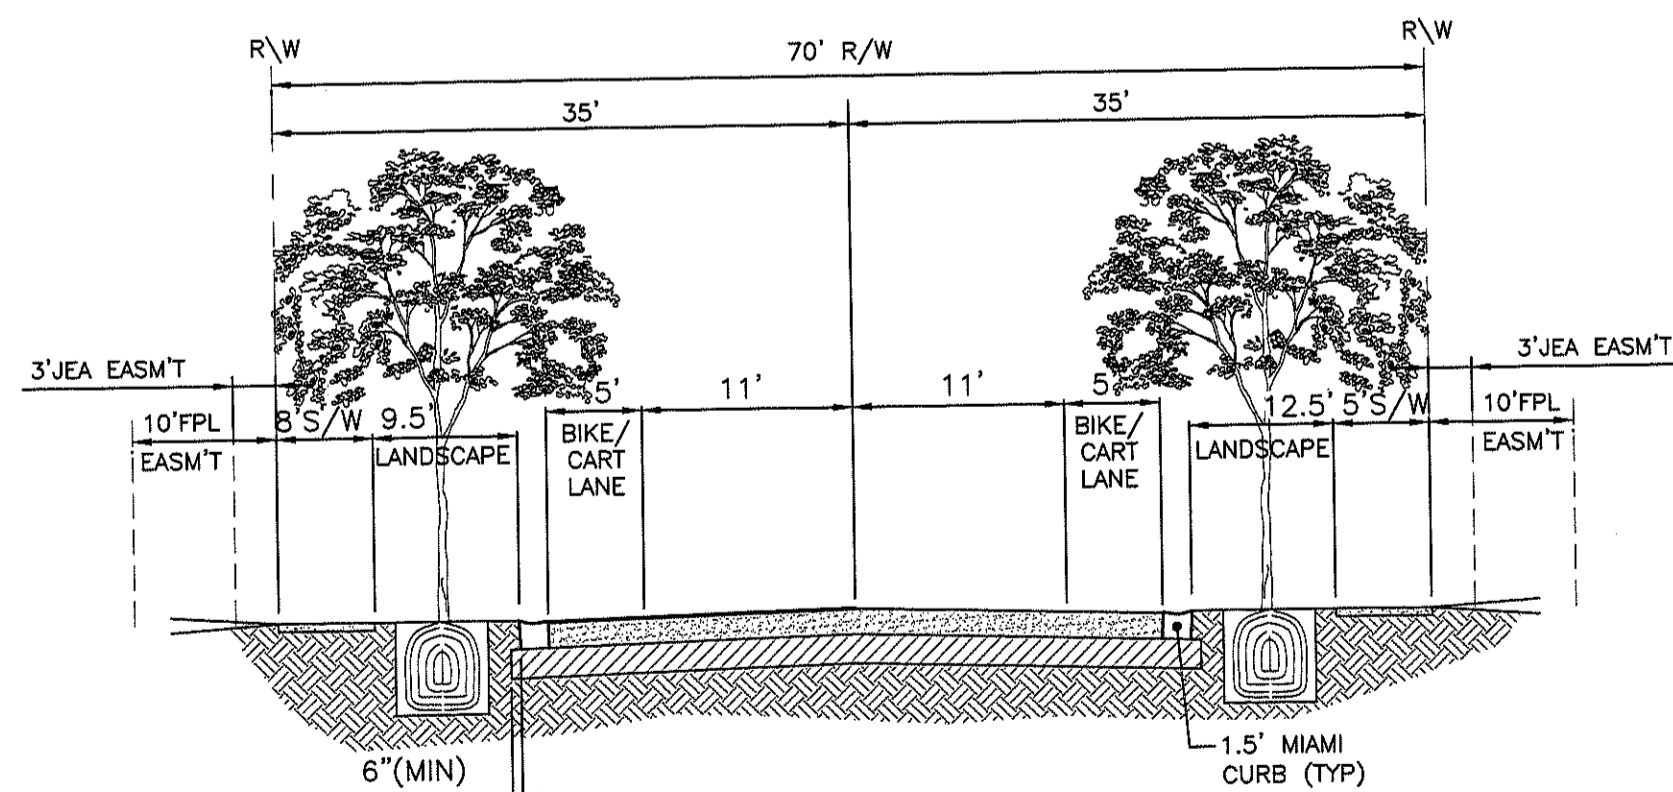 R\W
70' R/W
R\W
35'
35'
3'JEA EASM'T
3'JEA EASM'T
10'FPL
EASM'T
8'S/W
9.5'
LANDSCAPE
5'
BIKE/
CART
LANE
11'
11'
5'
BIKE/
CART
LANE
12.5'
LANDSCAPE
5'S/W
10'FPL
EASM'T
6"(MIN)
1.5' MIAMI
CURB (TYP)